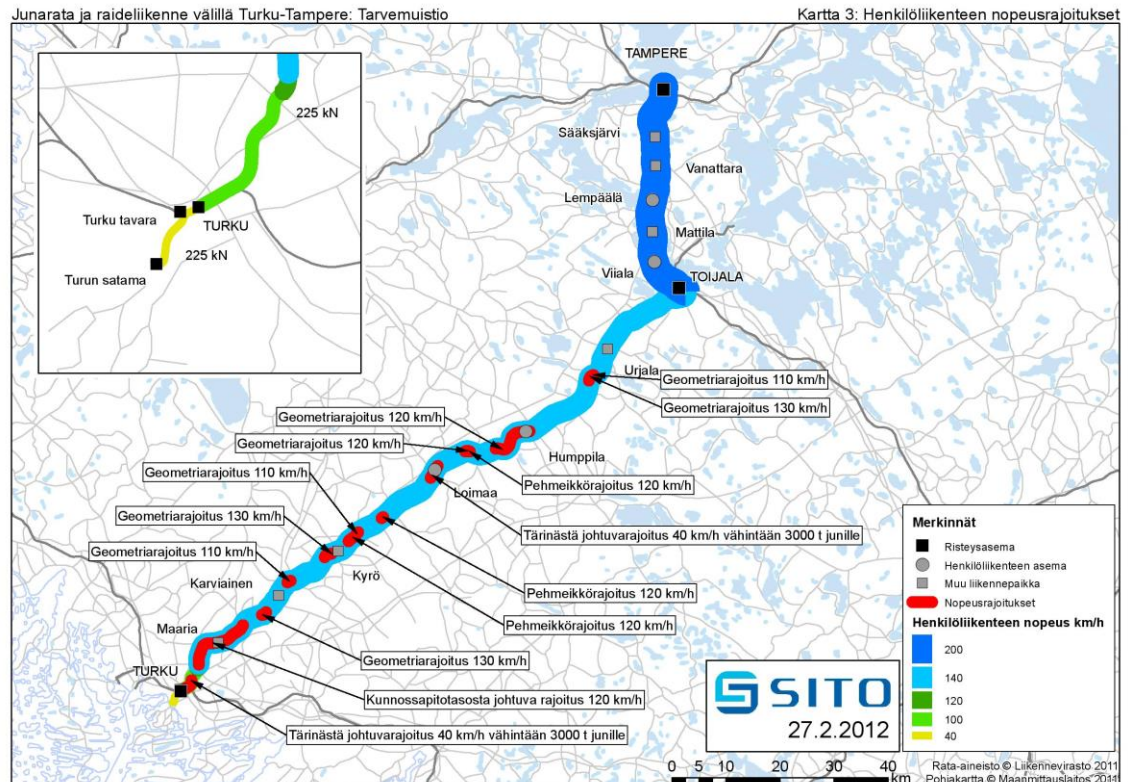 Junarata ja raideliikenne välillä Turku-Tampere: Tarvemuistio
Kartta 3: Henkilöliikenteen nopeusrajoitukset
225 kN
Turku tavara
TURKU
225 kN
Turun satama
TAMPERE
Sääksjärvi
Vanattara
Lempäälä
Mattila
Viiala
TOIJALA
Urjala
Geometriarajoitus 110 km/h
Geometriarajoitus 130 km/h
Geometriarajoitus 120 km/h
Geometriarajoitus 120 km/h
Humppila
Geometriarajoitus 110 km/h
Pehmeikkörajoitus 120 km/h
Loimaa
Geometriarajoitus 130 km/h
Tärinästä johtuvarajoitus 40 km/h vähintään 3000 t junille
Geometriarajoitus 110 km/h
Kyrö
Karviainen
Pehmeikkörajoitus 120 km/h
Pehmeikkörajoitus 120 km/h
Maaria
Geometriarajoitus 130 km/h
TURKU
Kunnossapitotasosta johtuva rajoitus 120 km/h
Tärinästä johtuvarajoitus 40 km/h vähintään 3000 t junille
Merkinnät
Risteysasema
Henkilöliikenteen asema
Muu liikennepaikka
Nopeusrajoitukset
Henkilöliikenteen nopeus km/h
200
140
120
100
40
SITO
27.2.2012
0 5 10 20 30 40
km
Rata-aineisto © Liikennevirasto 2011
Pohjakartta © Maanmittauslaitos 2011